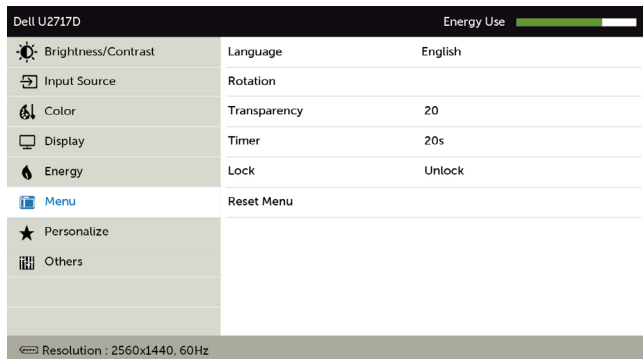 Dell U2717D Energy Use
Brightness/Contrast Language English
Input Source Rotation
Color Transparency 20
Display Timer 20s
Energy Lock Unlock
Menu Reset Menu
Personalize
Others
Resolution : 2560x1440, 60Hz